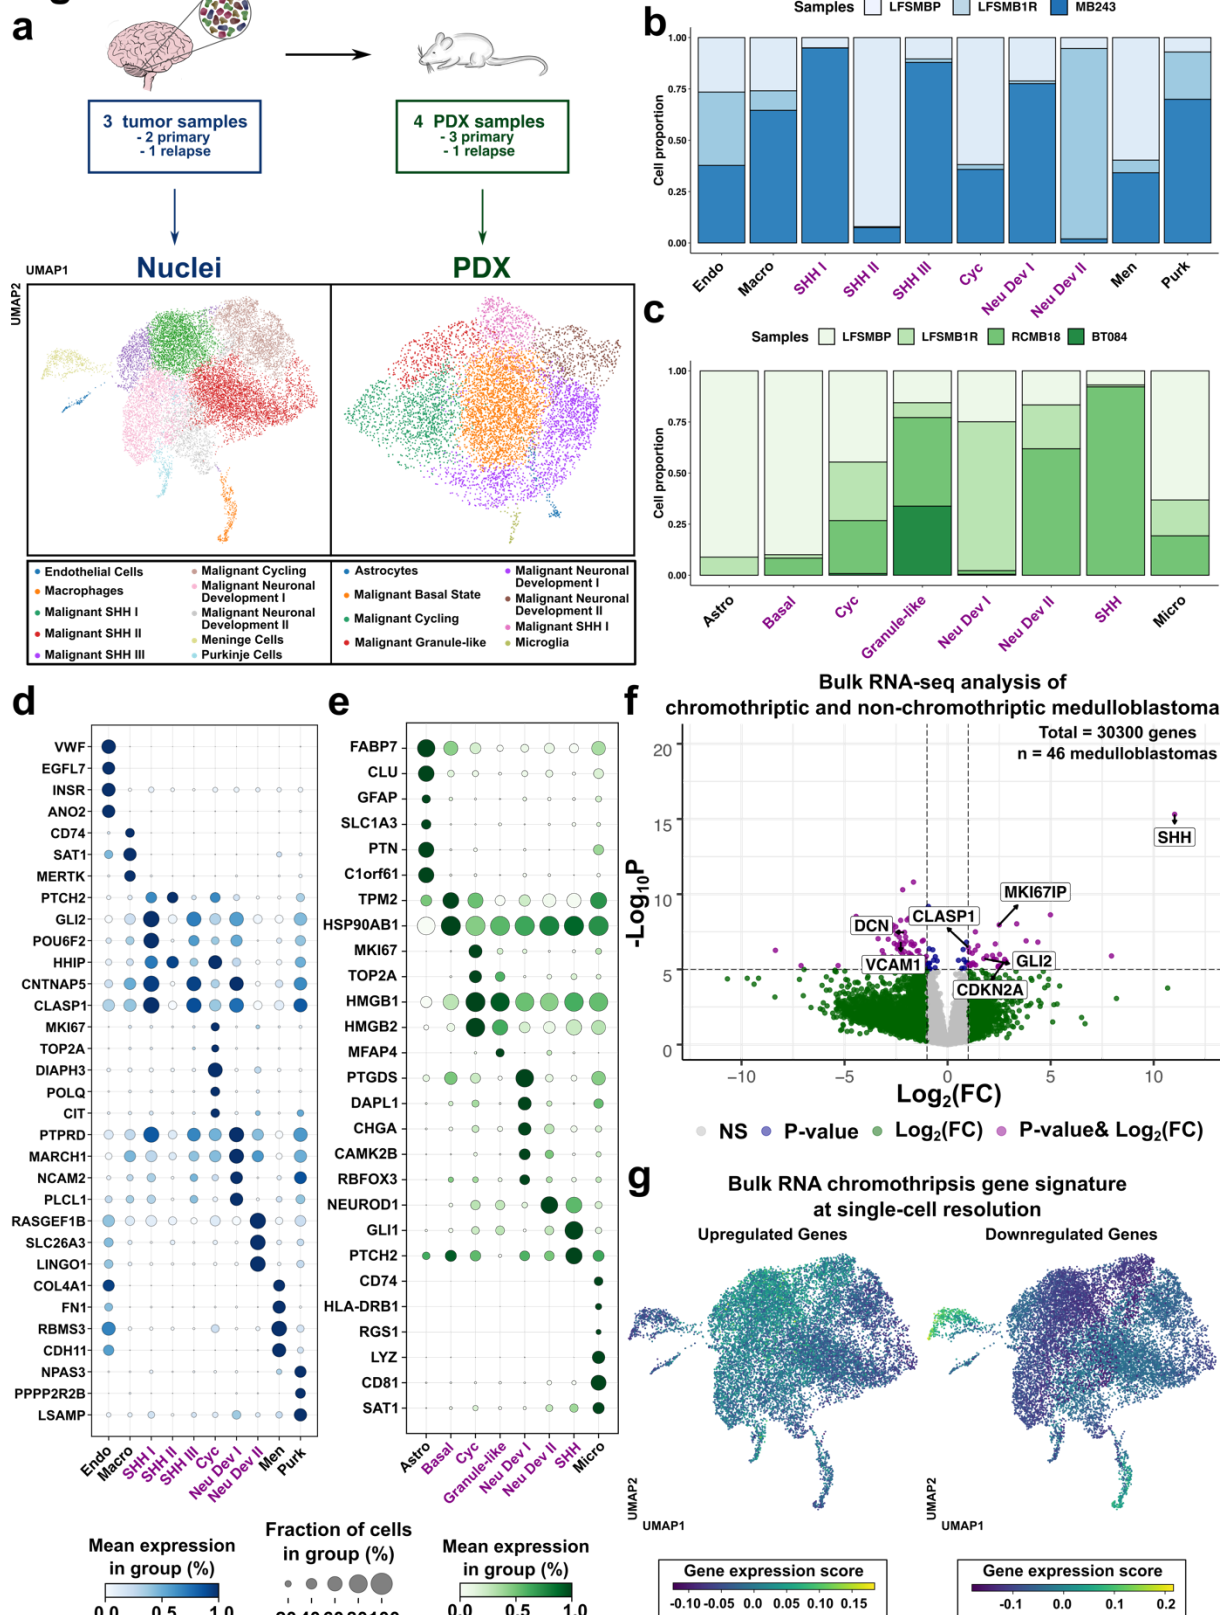 a
3 tumor samples
- 2 primary
- 1 relapse
4 PDX samples
- 3 primary
- 1 relapse
Nuclei
PDX
UMAP1
UMAP2
Endothelial Cells
Macrophages
Malignant SHH I
Malignant SHH II
Malignant SHH III
Malignant Cycling
Malignant Neuronal
Development I
Malignant Neuronal
Development II
Meninge Cells
Purkinje Cells
Astrocytes
Malignant Basal State
Malignant Cycling
Malignant Granule-like
Malignant Neuronal
Development I
Malignant Neuronal
Development II
Malignant SHH I
Microglia
b
Samples LFSMBP LFSMB1R MB243
Cell proportion
1.00
0.75
0.50
0.25
0.00
Endo Macro SHH I SHH II SHH III Cyc Neu Dev I Neu Dev II Men Purk
c
Samples LFSMBP LFSMB1R RCMB18 BT084
Cell proportion
1.00
0.75
0.50
0.25
0.00
Astro Basal Cyc Granule-like Neu Dev I Neu Dev II SHH Micro
d
VWF
EGFL7
INSR
ANO2
CD74
SAT1
MERTK
PTCH2
GLI2
POU6F2
HHIP
CNTNAP5
CLASP1
MKI67
TOP2A
DIAPH3
POLQ
CIT
PTPRD
MARCH1
NCAM2
PLCL1
RASGEF1B
SLC26A3
LINGO1
COL4A1
FN1
RBMS3
CDH11
NPAS3
PPPP2R2B
LSAMP
Endo Macro SHH I SHH II SHH III Cyc Neu Dev I Neu Dev II Men Purk
Mean expression
in group (%)
0.0 0.5 1.0
Fraction of cells
in group (%)
20 40 60 80 100
e
FABP7
CLU
GFAP
SLC1A3
PTN
C1orf61
TPM2
HSP90AB1
MKI67
TOP2A
HMGB1
HMGB2
MFAP4
PTGDS
DAPL1
CHGA
CAMK2B
RBFOX3
NEUROD1
GLI1
PTCH2
CD74
HLA-DRB1
RGS1
LYZ
CD81
SAT1
Astro Basal Cyc Granule-like Neu Dev I Neu Dev II SHH Micro
Mean expression
in group (%)
0.0 0.5 1.0
f
Bulk RNA-seq analysis of
chromothriptic and non-chromothriptic medulloblastoma
Total = 30300 genes
n = 46 medulloblastomas
-Log10P
20
15
10
5
0
SHH
MKI67IP
CLASP1
DCN
VCAM1
GLI2
CDKN2A
−10 −5 0 5 10
Log2(FC)
NS P-value Log2(FC) P-value& Log2(FC)
g
Bulk RNA chromothripsis gene signature
at single-cell resolution
Upregulated Genes
Downregulated Genes
UMAP2
UMAP1
UMAP2
UMAP1
Gene expression score
-0.10 -0.05 0.0 0.05 0.10 0.15
Gene expression score
-0.1 0.0 0.1 0.2